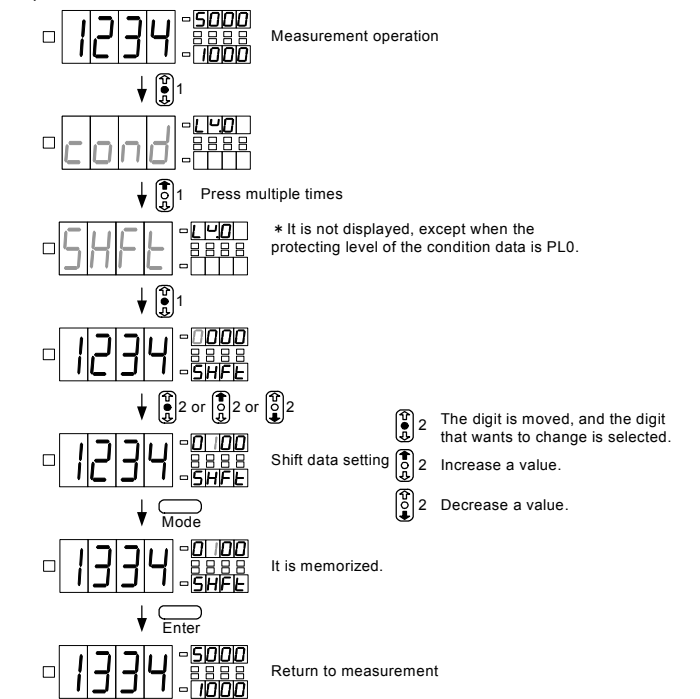 1234 5000
1000 Measurement operation
1
cond LY.0
1 Press multiple times
SHFt LY.0 * It is not displayed, except when the
protecting level of the condition data is PL0.
1
1234 0000
SHFt
2 or 2 or 2
2 The digit is moved, and the digit
that wants to change is selected.
1234 0100
SHFt Shift data setting
2 Increase a value.
2 Decrease a value.
Mode
1334 0100
SHFt It is memorized.
Enter
1334 5000
1000 Return to measurement